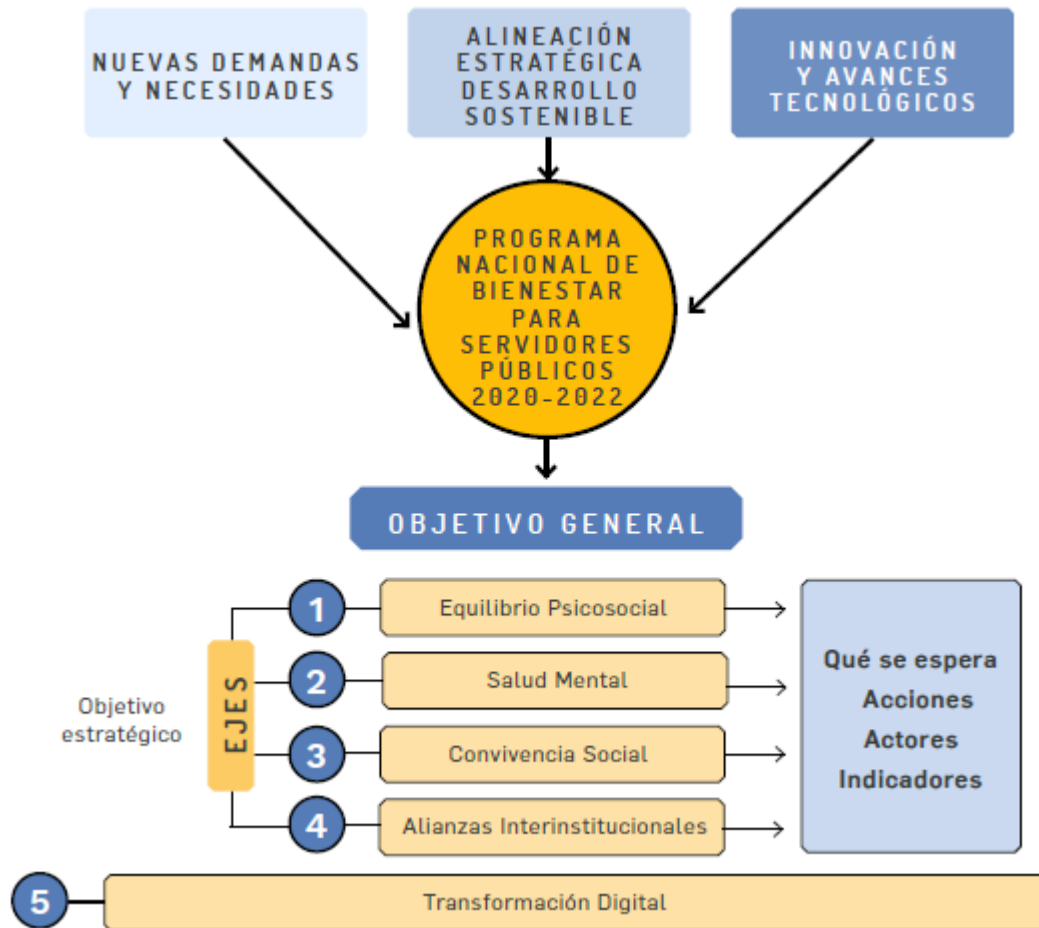 NUEVAS DEMANDAS
Y NECESIDADES
ALINEACIÓN
ESTRATÉGICA
DESARROLLO
SOSTENIBLE
INNOVACIÓN
Y AVANCES
TECNOLÓGICOS
PROGRAMA
NACIONAL DE
BIENESTAR
PARA
SERVIDORES
PÚBLICOS
2020-2022
OBJETIVO GENERAL
Objetivo
estratégico
EJES
1
Equilibrio Psicosocial
2
Salud Mental
3
Convivencia Social
4
Alianzas Interinstitucionales
Qué se espera
Acciones
Actores
Indicadores
5
Transformación Digital